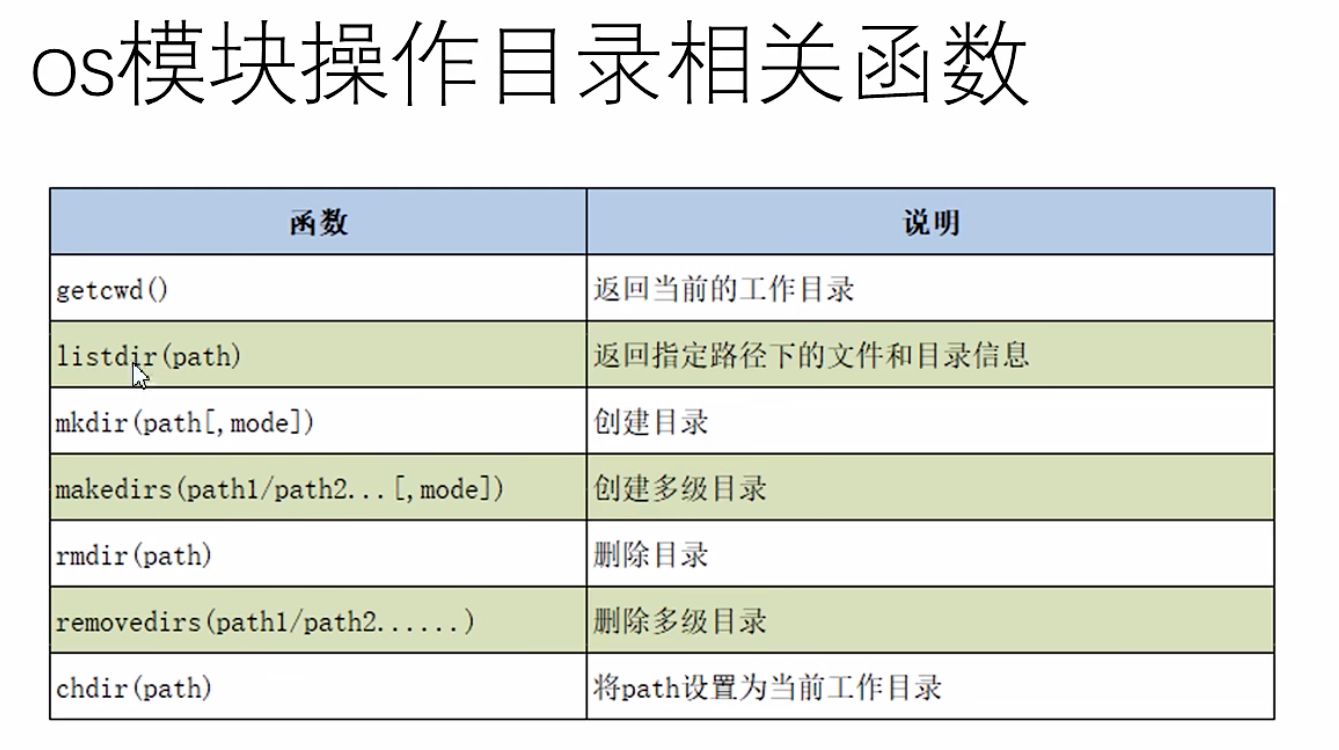 os模块操作目录相关函数
函数 说明
getcwd() 返回当前的工作目录
listdir(path) 返回指定路径下的文件和目录信息
mkdir(path[,mode]) 创建目录
makedirs(path1/path2...[,mode]) 创建多级目录
rmdir(path) 删除目录
removedirs(path1/path2......) 删除多级目录
chdir(path) 将path设置为当前工作目录